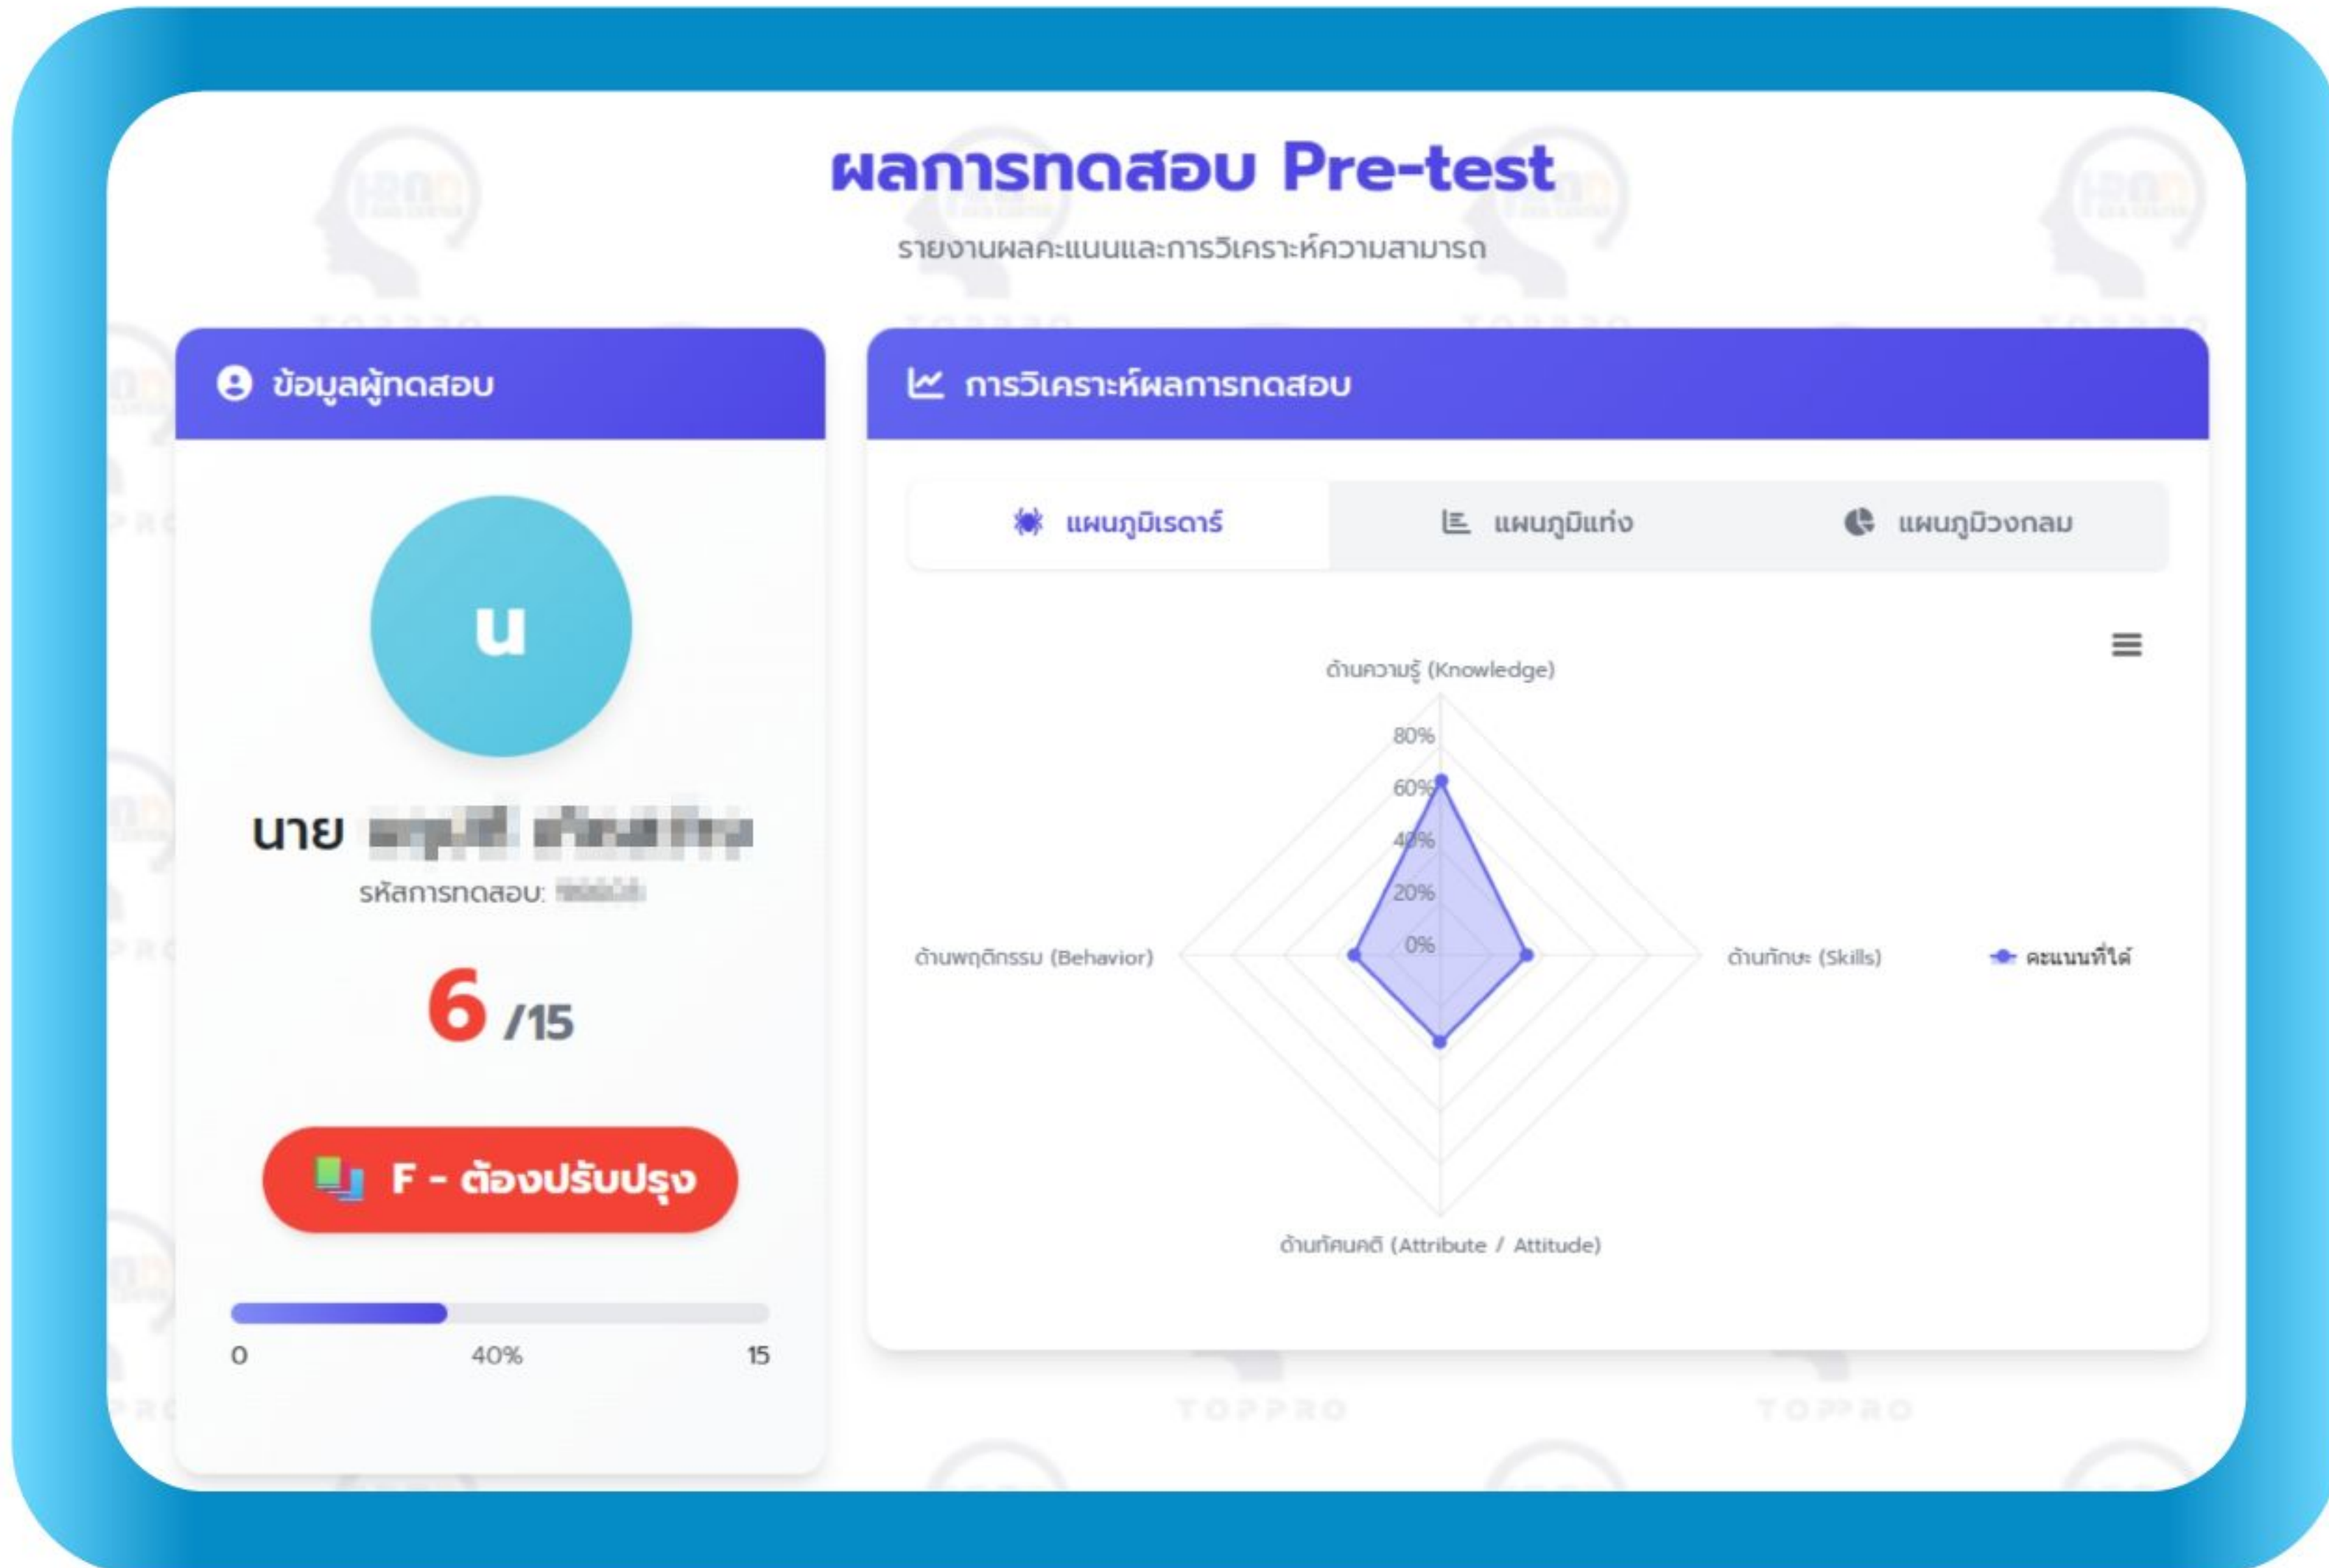 ผลการทดสอบ Pre-test
รายงานผลคะแนนและการวิเคราะห์ความสามารถ
ข้อมูลผู้ทดสอบ
น
นาย
รหัสการทดสอบ:
6 /15
F - ต้องปรับปรุง
0 40% 15
การวิเคราะห์ผลการทดสอบ
แผนภูมิเรดาร์ แผนภูมิแท่ง แผนภูมิวงกลม
ด้านความรู้ (Knowledge)
80%
60%
40%
20%
0%
ด้านพฤติกรรม (Behavior)
ด้านทักษะ (Skills)
คะแนนที่ได้
ด้านทัศนคติ (Attribute / Attitude)
TOPPRO TOPPRO